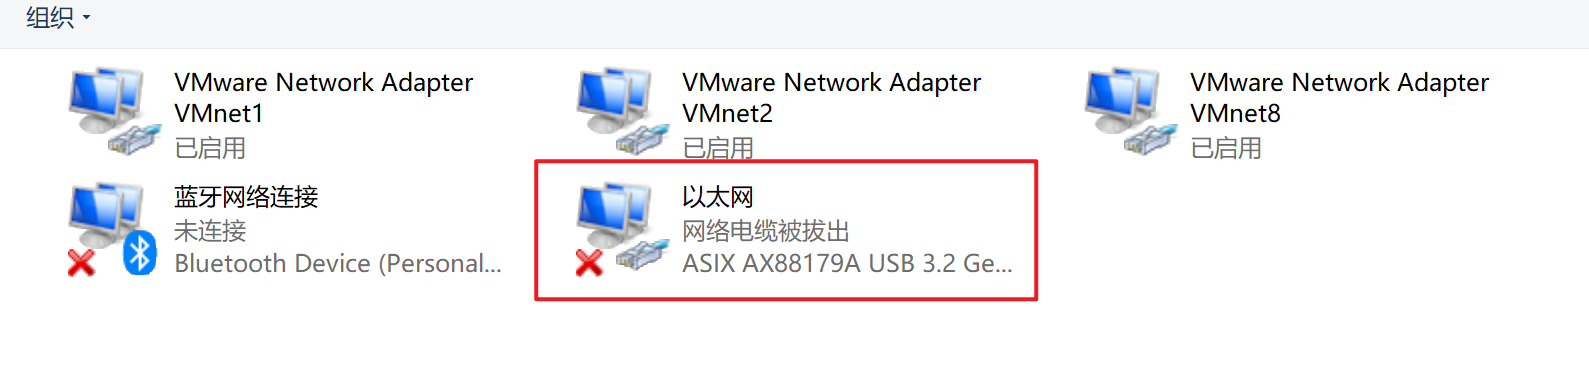 组织
VMware Network Adapter
VMnet1
已启用
VMware Network Adapter
VMnet2
已启用
VMware Network Adapter
VMnet8
已启用
蓝牙网络连接
未连接
Bluetooth Device (Personal...
以太网
网络电缆被拔出
ASIX AX88179A USB 3.2 Ge...